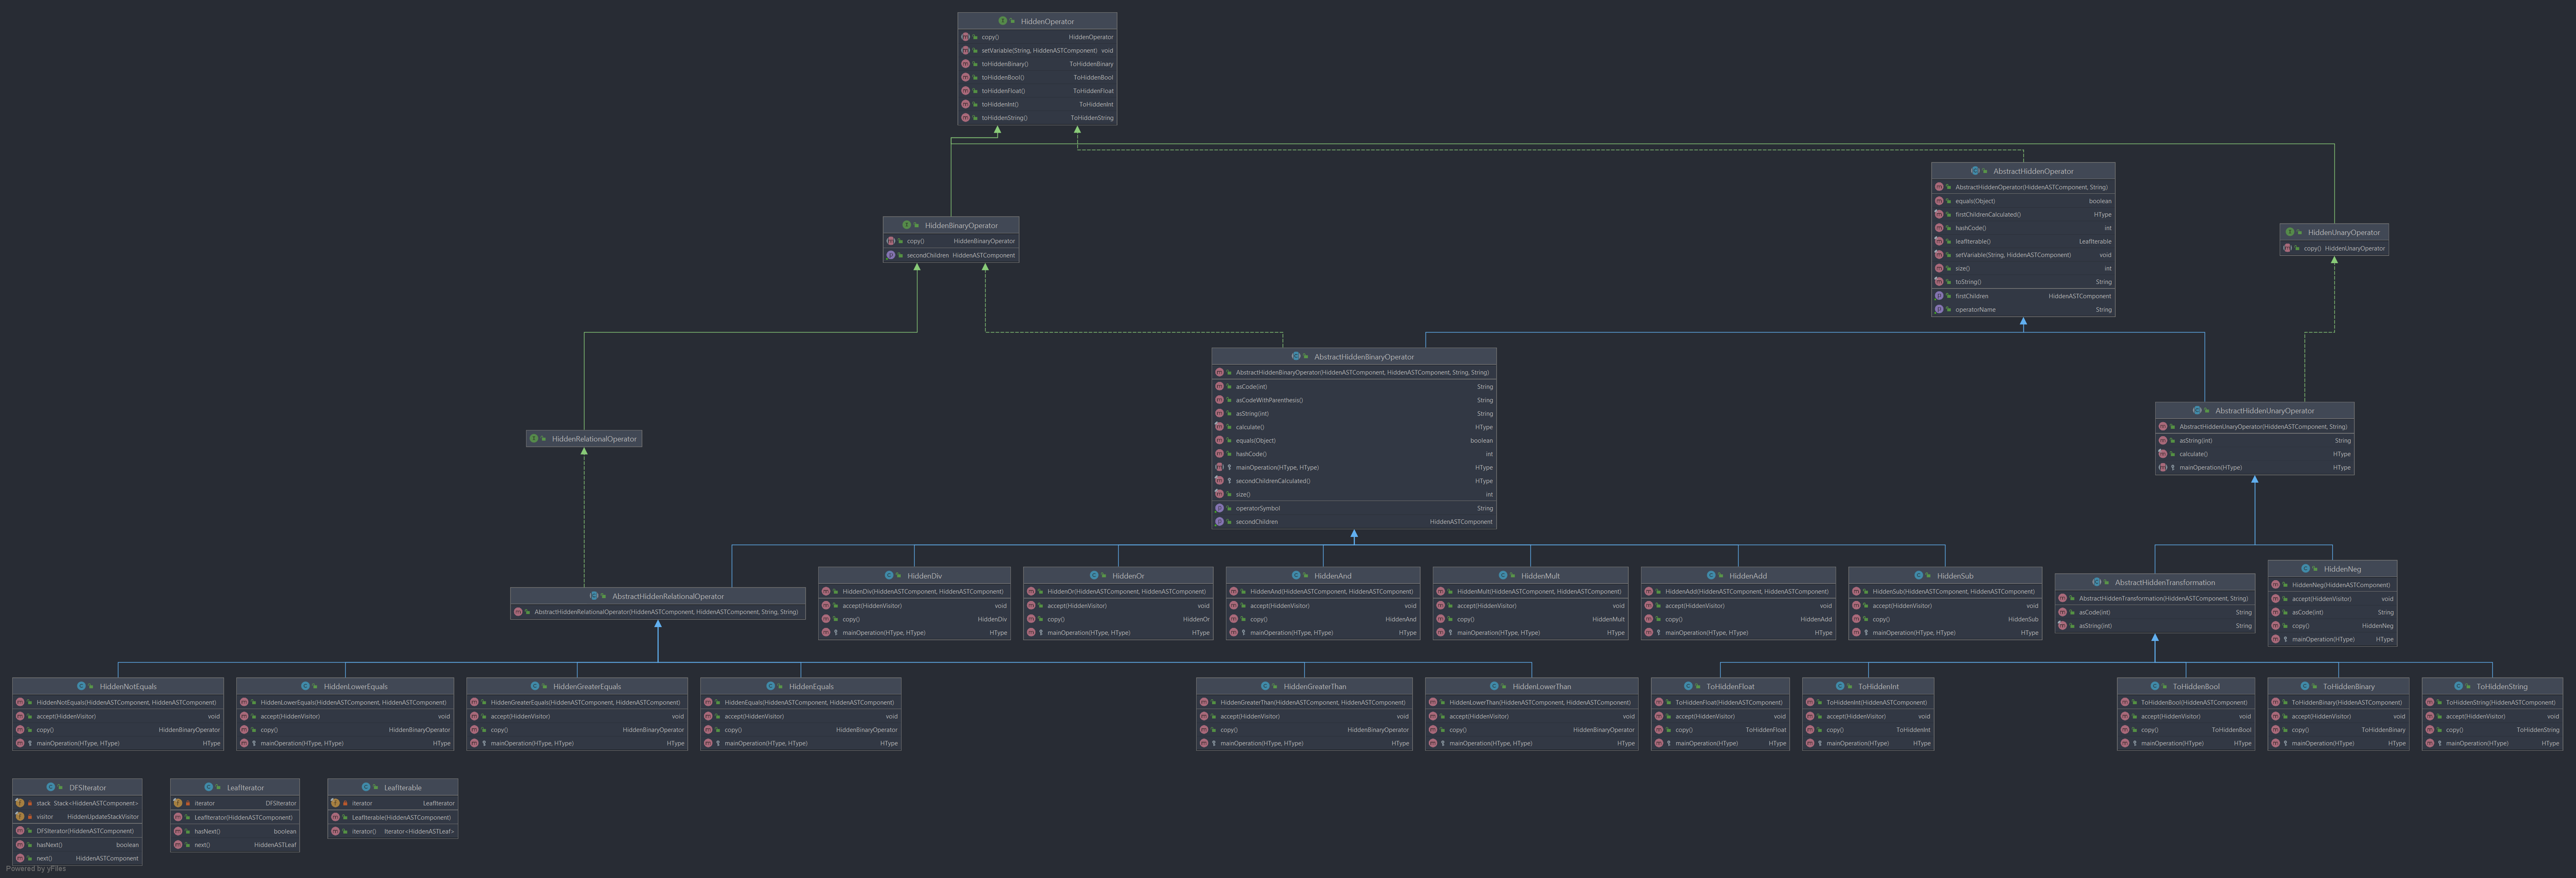 HiddenOperator
copy() HiddenOperator
setVariable(String, HiddenASTComponent) void
toHiddenBinary() ToHiddenBinary
toHiddenBool() ToHiddenBool
toHiddenFloat() ToHiddenFloat
toHiddenInt() ToHiddenInt
toHiddenString() ToHiddenString
AbstractHiddenOperator
AbstractHiddenOperator(HiddenASTComponent, String)
equals(Object) boolean
firstChildrenCalculated() HType
hashCode() int
leafIterable() LeafIterable
setVariable(String, HiddenASTComponent) void
size() int
toString() String
firstChildren HiddenASTComponent
operatorName String
HiddenBinaryOperator
copy() HiddenBinaryOperator
secondChildren HiddenASTComponent
HiddenUnaryOperator
copy() HiddenUnaryOperator
AbstractHiddenBinaryOperator
AbstractHiddenBinaryOperator(HiddenASTComponent, HiddenASTComponent, String, String)
asCode(int) String
asCodeWithParenthesis() String
asString(int) String
calculate() HType
equals(Object) boolean
hashCode() int
mainOperation(HType, HType) HType
secondChildrenCalculated() HType
size() int
operatorSymbol String
secondChildren HiddenASTComponent
AbstractHiddenUnaryOperator
AbstractHiddenUnaryOperator(HiddenASTComponent, String)
asString(int) String
calculate() HType
mainOperation(HType) HType
HiddenRelationalOperator
AbstractHiddenRelationalOperator
AbstractHiddenRelationalOperator(HiddenASTComponent, HiddenASTComponent, String, String)
HiddenDiv
HiddenDiv(HiddenASTComponent, HiddenASTComponent)
accept(HiddenVisitor) void
copy() HiddenDiv
mainOperation(HType, HType) HType
HiddenOr
HiddenOr(HiddenASTComponent, HiddenASTComponent)
accept(HiddenVisitor) void
copy() HiddenOr
mainOperation(HType, HType) HType
HiddenAnd
HiddenAnd(HiddenASTComponent, HiddenASTComponent)
accept(HiddenVisitor) void
copy() HiddenAnd
mainOperation(HType, HType) HType
HiddenMult
HiddenMult(HiddenASTComponent, HiddenASTComponent)
accept(HiddenVisitor) void
copy() HiddenMult
mainOperation(HType, HType) HType
HiddenAdd
HiddenAdd(HiddenASTComponent, HiddenASTComponent)
accept(HiddenVisitor) void
copy() HiddenAdd
mainOperation(HType, HType) HType
HiddenSub
HiddenSub(HiddenASTComponent, HiddenASTComponent)
accept(HiddenVisitor) void
copy() HiddenSub
mainOperation(HType, HType) HType
AbstractHiddenTransformation
AbstractHiddenTransformation(HiddenASTComponent, String)
asCode(int) String
asString(int) String
HiddenNeg
HiddenNeg(HiddenASTComponent)
accept(HiddenVisitor) void
asCode(int) String
copy() HiddenNeg
mainOperation(HType) HType
HiddenNotEquals
HiddenNotEquals(HiddenASTComponent, HiddenASTComponent)
accept(HiddenVisitor) void
copy() HiddenBinaryOperator
mainOperation(HType, HType) HType
HiddenLowerEquals
HiddenLowerEquals(HiddenASTComponent, HiddenASTComponent)
accept(HiddenVisitor) void
copy() HiddenBinaryOperator
mainOperation(HType, HType) HType
HiddenGreaterEquals
HiddenGreaterEquals(HiddenASTComponent, HiddenASTComponent)
accept(HiddenVisitor) void
copy() HiddenBinaryOperator
mainOperation(HType, HType) HType
HiddenEquals
HiddenEquals(HiddenASTComponent, HiddenASTComponent)
accept(HiddenVisitor) void
copy() HiddenBinaryOperator
mainOperation(HType, HType) HType
HiddenGreaterThan
HiddenGreaterThan(HiddenASTComponent, HiddenASTComponent)
accept(HiddenVisitor) void
copy() HiddenBinaryOperator
mainOperation(HType, HType) HType
HiddenLowerThan
HiddenLowerThan(HiddenASTComponent, HiddenASTComponent)
accept(HiddenVisitor) void
copy() HiddenBinaryOperator
mainOperation(HType, HType) HType
ToHiddenFloat
ToHiddenFloat(HiddenASTComponent)
accept(HiddenVisitor) void
copy() ToHiddenFloat
mainOperation(HType) HType
ToHiddenInt
ToHiddenInt(HiddenASTComponent)
accept(HiddenVisitor) void
copy() ToHiddenInt
mainOperation(HType) HType
ToHiddenBool
ToHiddenBool(HiddenASTComponent)
accept(HiddenVisitor) void
copy() ToHiddenBool
mainOperation(HType) HType
ToHiddenBinary
ToHiddenBinary(HiddenASTComponent)
accept(HiddenVisitor) void
copy() ToHiddenBinary
mainOperation(HType) HType
ToHiddenString
ToHiddenString(HiddenASTComponent)
accept(HiddenVisitor) void
copy() ToHiddenString
mainOperation(HType) HType
DFSIterator
stack Stack<HiddenASTComponent>
visitor HiddenUpdateStackVisitor
DFSIterator(HiddenASTComponent)
hasNext() boolean
next() HiddenASTComponent
LeafIterator
iterator DFSIterator
LeafIterator(HiddenASTComponent)
hasNext() boolean
next() HiddenASTLeaf
LeafIterable
iterator LeafIterator
LeafIterable(HiddenASTComponent)
iterator() Iterator<HiddenASTLeaf>
Powered by yFiles